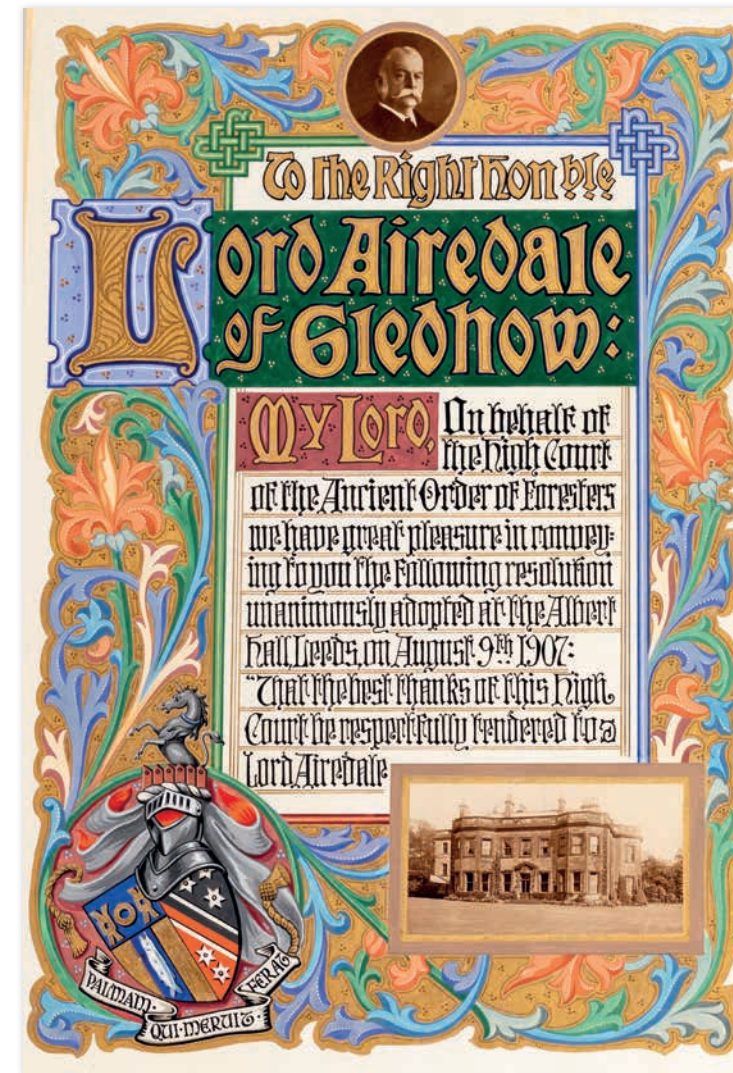 To the Right Hon ble
Lord Airedale
of Gledhow:
My Lord, On behalf of
the High Court
of the Ancient Order of Foresters
we have great pleasure in convey-
ing to you the following resolution
unanimously adopted at the Albert
Hall, Leeds, on August 9th 1907:
"That the best thanks of this High
Court be respectfully tendered to
Lord Airedale
PALMAM · QUI · MERUIT · FERAT